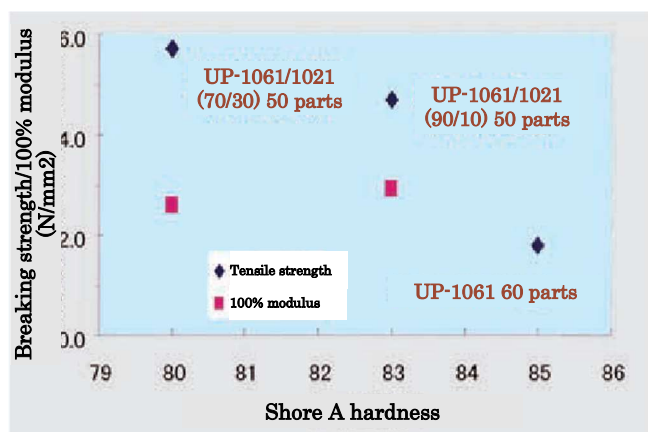 Breaking strength/100% modulus
(N/mm2)
6.0
4.0
2.0
0.0
UP-1061/1021
(70/30) 50 parts
UP-1061/1021
(90/10) 50 parts
Tensile strength
100% modulus
UP-1061 60 parts
79 80 81 82 83 84 85 86
Shore A hardness